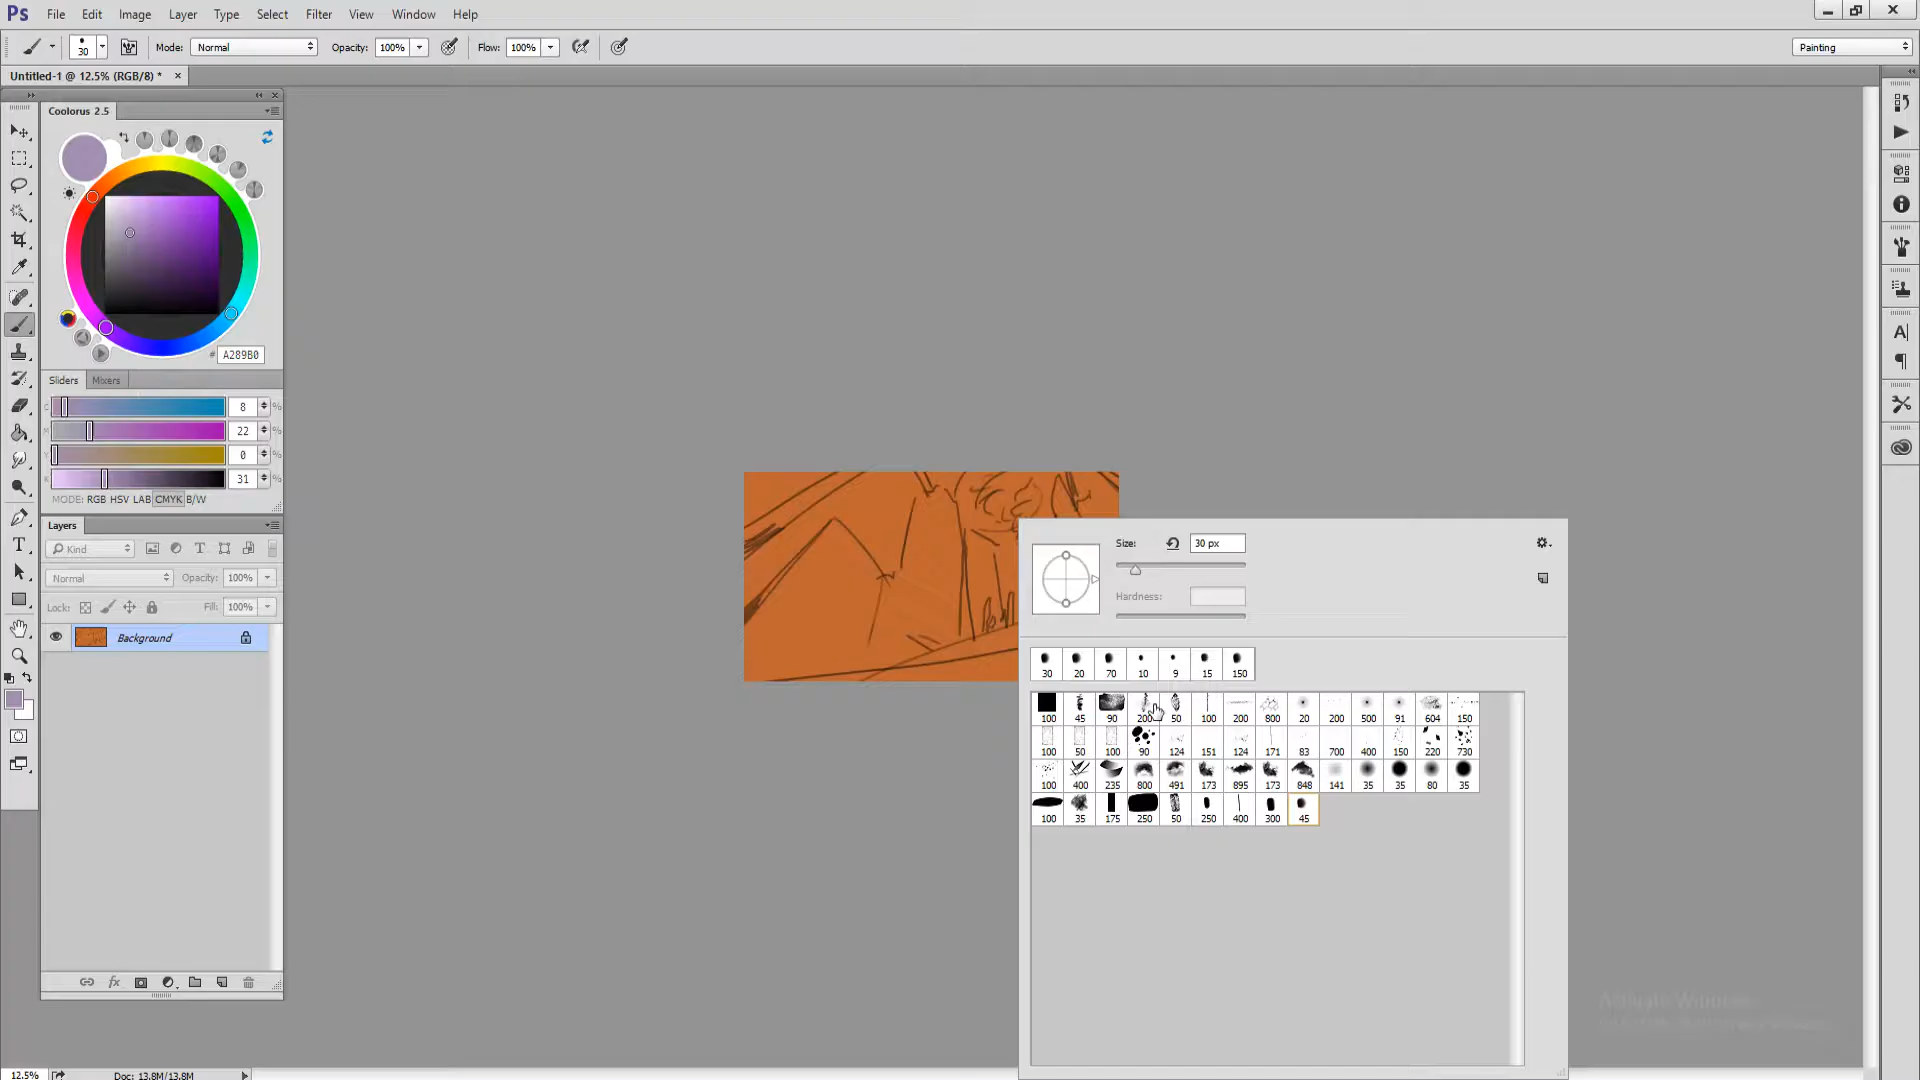 Ps File Edit Image Layer Type Select Filter View Window Help
30 Mode: Normal Opacity: 100% Flow: 100% Painting
Untitled-1 @ 12.5% (RGB/8) * ×
Coolorus 2.5
# A289B0
Sliders Mixers
C 8 %
M 22 %
Y 0 %
K 31 %
MODE: RGB HSV LAB CMYK B/W
Layers
Kind
Normal Opacity: 100%
Lock: Fill: 100%
Background
fx
Size: 30 px
Hardness:
30 20 70 10 9 15 150
100 45 90 200 50 100 200 800 20 200 500 91 604 150
100 50 100 90 124 151 124 171 83 700 400 150 220 730
100 400 235 800 491 173 895 173 848 141 35 35 80 35
100 35 175 250 50 250 400 300 45
Activate Windows
12.5% Doc: 13.8M/13.8M